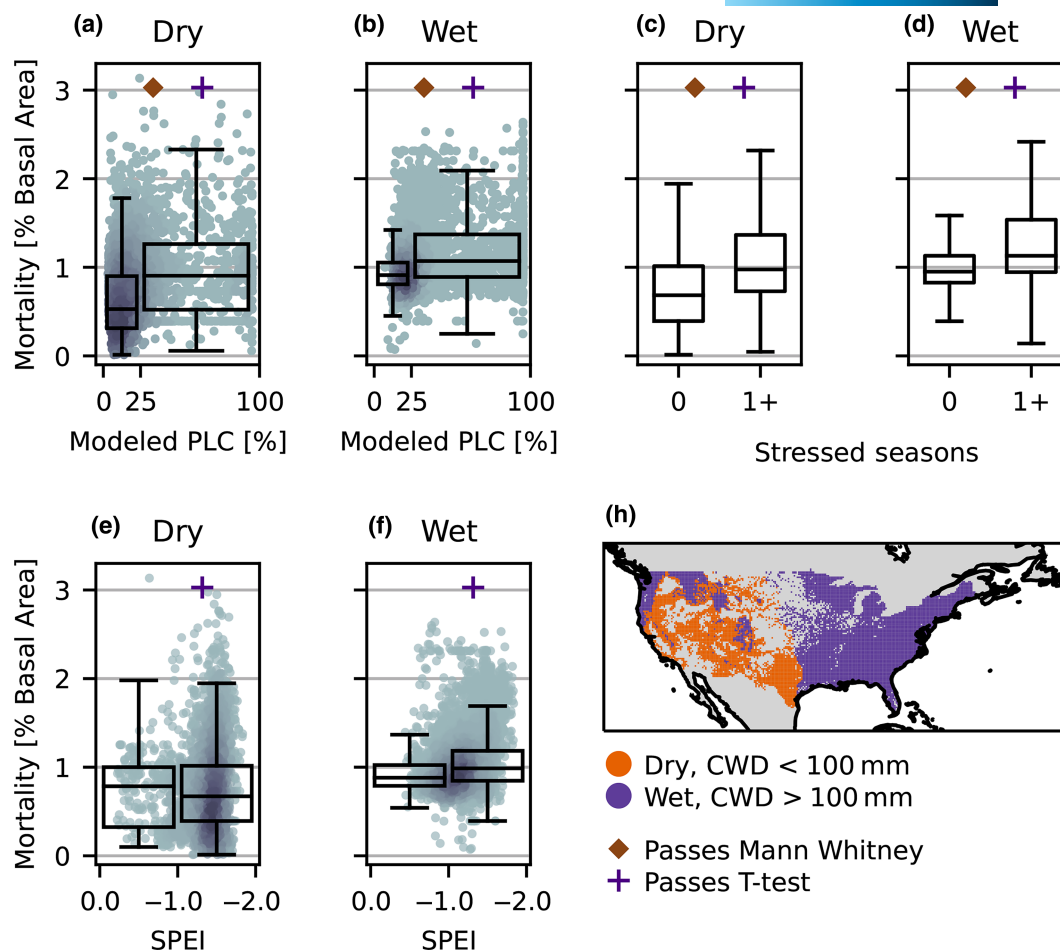 (a) Dry
(b) Wet
(c) Dry
(d) Wet
Mortality [% Basal Area]
3
2
1
0
0 25 100
Modeled PLC [%]
0 25 100
Modeled PLC [%]
0 1+
0 1+
Stressed seasons
(e) Dry
(f) Wet
(h)
Mortality [% Basal Area]
3
2
1
0
0.0 −1.0 −2.0
SPEI
0.0 −1.0 −2.0
SPEI
Dry, CWD < 100 mm
Wet, CWD > 100 mm
Passes Mann Whitney
Passes T-test